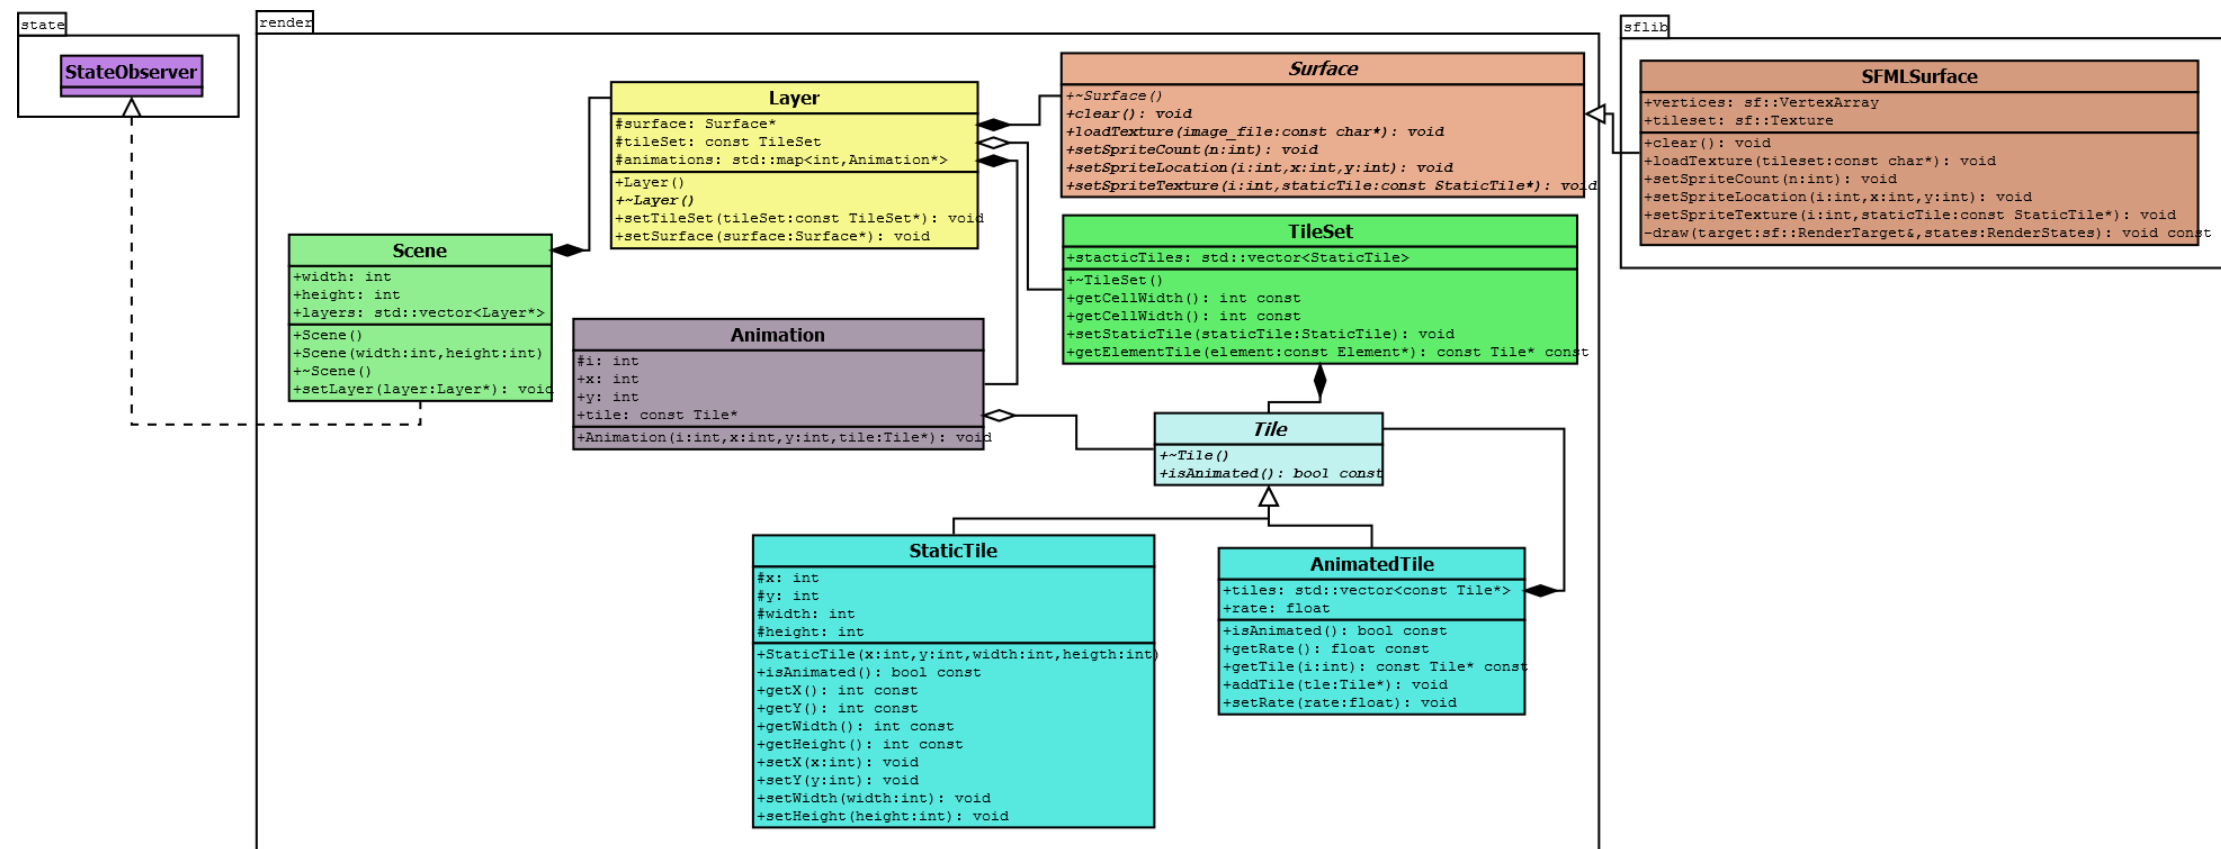 state
StateObserver
render
Scene
+width: int
+height: int
+layers: std::vector<Layer*>
+Scene()
+Scene(width:int,height:int)
+~Scene()
+setLayer(layer:Layer*): void
Layer
#surface: Surface*
#tileSet: const TileSet
#animations: std::map<int,Animation*>
+Layer()
+~Layer()
+setTileSet(tileSet:const TileSet*): void
+setSurface(surface:Surface*): void
Animation
#i: int
+x: int
+y: int
+tile: const Tile*
+Animation(i:int,x:int,y:int,tile:Tile*): void
Surface
+~Surface()
+clear(): void
+loadTexture(image_file:const char*): void
+setSpriteCount(n:int): void
+setSpriteLocation(i:int,x:int,y:int): void
+setSpriteTexture(i:int,staticTile:const StaticTile*): void
TileSet
+stacticTiles: std::vector<StaticTile>
+~TileSet()
+getCellWidth(): int const
+getCellWidth(): int const
+setStaticTile(staticTile:StaticTile): void
+getElementTile(element:const Element*): const Tile* const
Tile
+~Tile()
+isAnimated(): bool const
StaticTile
#x: int
#y: int
#width: int
#height: int
+StaticTile(x:int,y:int,width:int,heigth:int)
+isAnimated(): bool const
+getX(): int const
+getY(): int const
+getWidth(): int const
+getHeight(): int const
+setX(x:int): void
+setY(y:int): void
+setWidth(width:int): void
+setHeight(height:int): void
AnimatedTile
+tiles: std::vector<const Tile*>
+rate: float
+isAnimated(): bool const
+getRate(): float const
+getTile(i:int): const Tile* const
+addTile(tle:Tile*): void
+setRate(rate:float): void
sflib
SFMLSurface
+vertices: sf::VertexArray
+tileset: sf::Texture
+clear(): void
+loadTexture(tileset:const char*): void
+setSpriteCount(n:int): void
+setSpriteLocation(i:int,x:int,y:int): void
+setSpriteTexture(i:int,staticTile:const StaticTile*): void
-draw(target:sf::RenderTarget&,states:RenderStates): void const